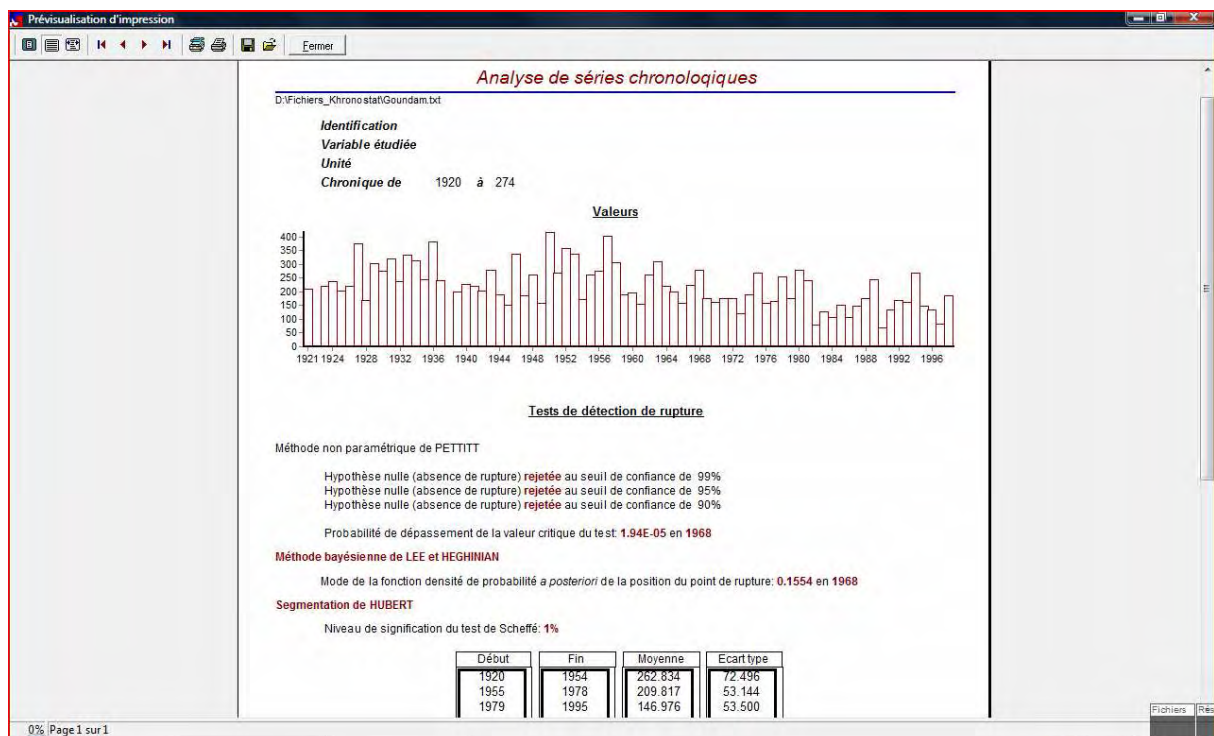 Prévisualisation d'impression
Fermer
Analyse de séries chronologiques
D:\Fichiers_Khronostat\Goundam.txt
Identification
Variable étudiée
Unité
Chronique de 1920 à 274
Valeurs
400
350
300
250
200
150
100
50
0
1921 1924 1928 1932 1936 1940 1944 1948 1952 1956 1960 1964 1968 1972 1976 1980 1984 1988 1992 1996
Tests de détection de rupture
Méthode non paramétrique de PETTITT
Hypothèse nulle (absence de rupture) rejetée au seuil de confiance de 99%
Hypothèse nulle (absence de rupture) rejetée au seuil de confiance de 95%
Hypothèse nulle (absence de rupture) rejetée au seuil de confiance de 90%
Probabilité de dépassement de la valeur critique du test: 1.94E-05 en 1968
Méthode bayésienne de LEE et HEGHINIAN
Mode de la fonction densité de probabilité a posteriori de la position du point de rupture: 0.1554 en 1968
Segmentation de HUBERT
Niveau de signification du test de Scheffé: 1%
Début Fin Moyenne Ecart type
1920 1954 262.834 72.496
1955 1978 209.817 53.144
1979 1995 146.976 53.500
Fichiers Rés
0% Page 1 sur 1